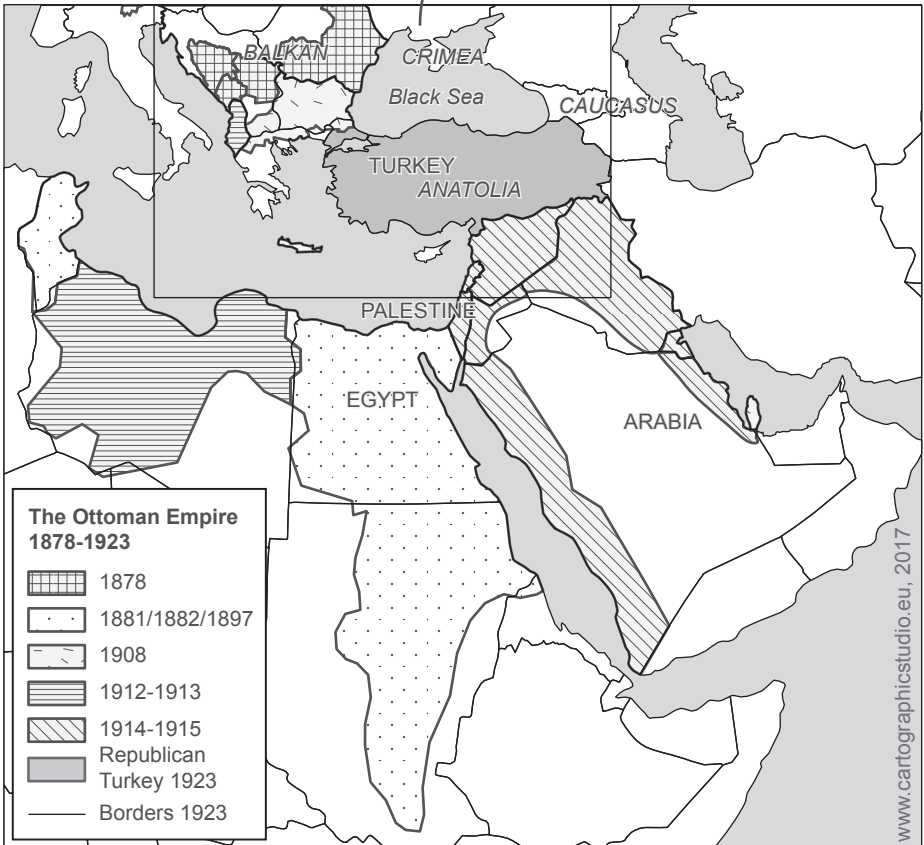 BALKAN
CRIMEA
Black Sea
CAUCASUS
TURKEY
ANATOLIA
PALESTINE
EGYPT
ARABIA
The Ottoman Empire
1878-1923
1878
1881/1882/1897
1908
1912-1913
1914-1915
Republican
Turkey 1923
Borders 1923
www.cartographicstudio.eu, 2017